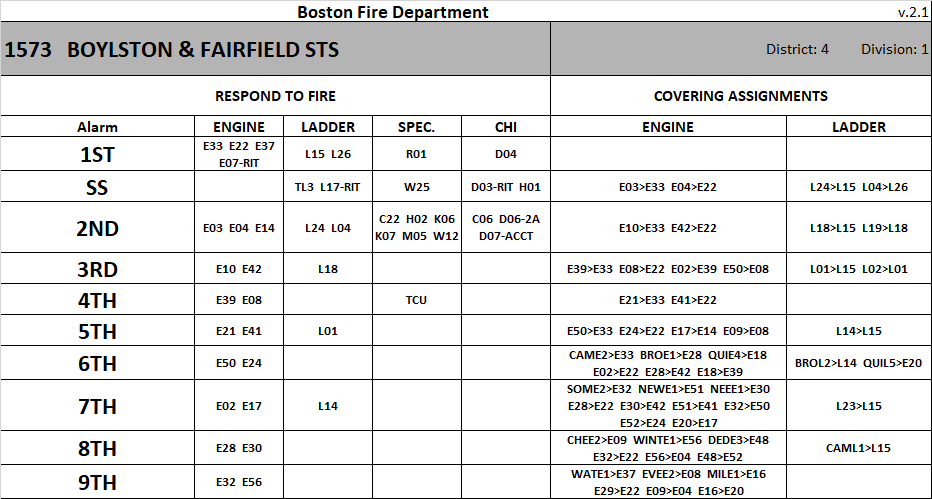 Boston Fire Department v.2.1
1573 BOYLSTON & FAIRFIELD STS District: 4 Division: 1
RESPOND TO FIRE COVERING ASSIGNMENTS
Alarm ENGINE LADDER SPEC. CHI ENGINE LADDER
1ST E33 E22 E37 L15 L26 R01 D04
E07-RIT
SS TL3 L17-RIT W25 D03-RIT H01 E03>E33 E04>E22 L24>L15 L04>L26
2ND E03 E04 E14 L24 L04 C22 H02 K06 C06 D06-2A E10>E33 E42>E22 L18>L15 L19>L18
K07 M05 W12 D07-ACCT
3RD E10 E42 L18 E39>E33 E08>E22 E02>E39 E50>E08 L01>L15 L02>L01
4TH E39 E08 TCU E21>E33 E41>E22
5TH E21 E41 L01 E50>E33 E24>E22 E17>E14 E09>E08 L14>L15
6TH E50 E24 CAME2>E33 BROE1>E28 QUIE4>E18 BROL2>L14 QUIL5>E20
E02>E22 E28>E42 E18>E39
7TH E02 E17 L14 SOME2>E32 NEWE1>E51 NEEE1>E30 L23>L15
E28>E22 E30>E42 E51>E41 E32>E50
E52>E24 E20>E17
8TH E28 E30 CHEE2>E09 WINTE1>E56 DEDE3>E48 CAML1>L15
E32>E22 E56>E04 E48>E52
9TH E32 E56 WATE1>E37 EVEE2>E08 MILE1>E16
E29>E22 E09>E04 E16>E20